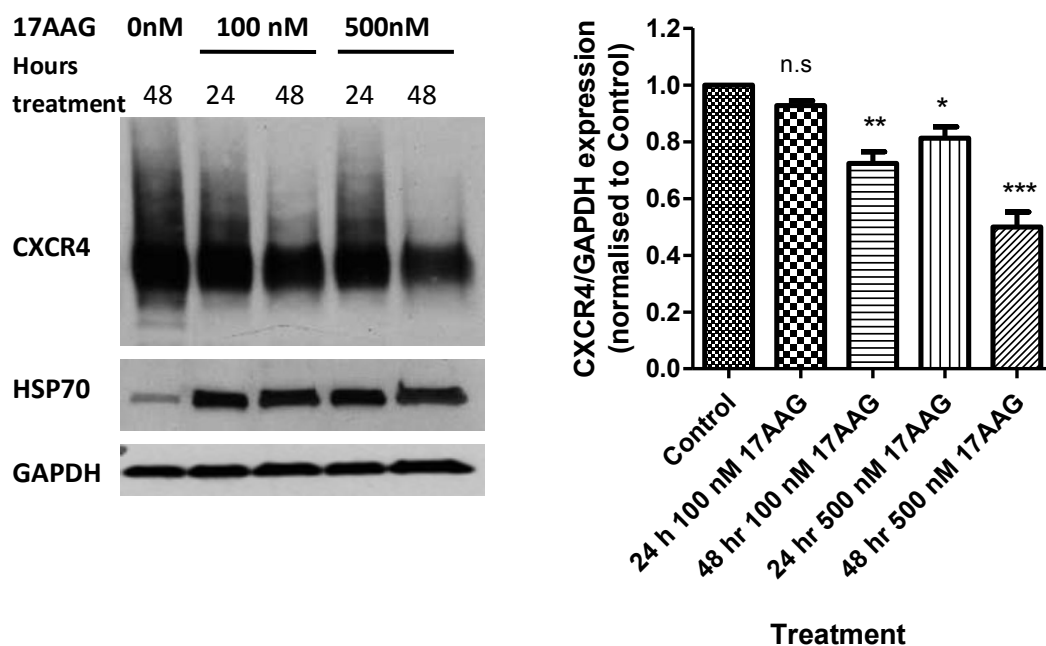 17AAG 0nM 100 nM 500nM
Hours
treatment 48 24 48 24 48
CXCR4
HSP70
GAPDH
CXCR4/GAPDH expression
(normalised to Control)
1.2
1.0
0.8
0.6
0.4
0.2
0.0
n.s
**
*
***
Control
24 h 100 nM 17AAG
48 hr 100 nM 17AAG
24 hr 500 nM 17AAG
48 hr 500 nM 17AAG
Treatment